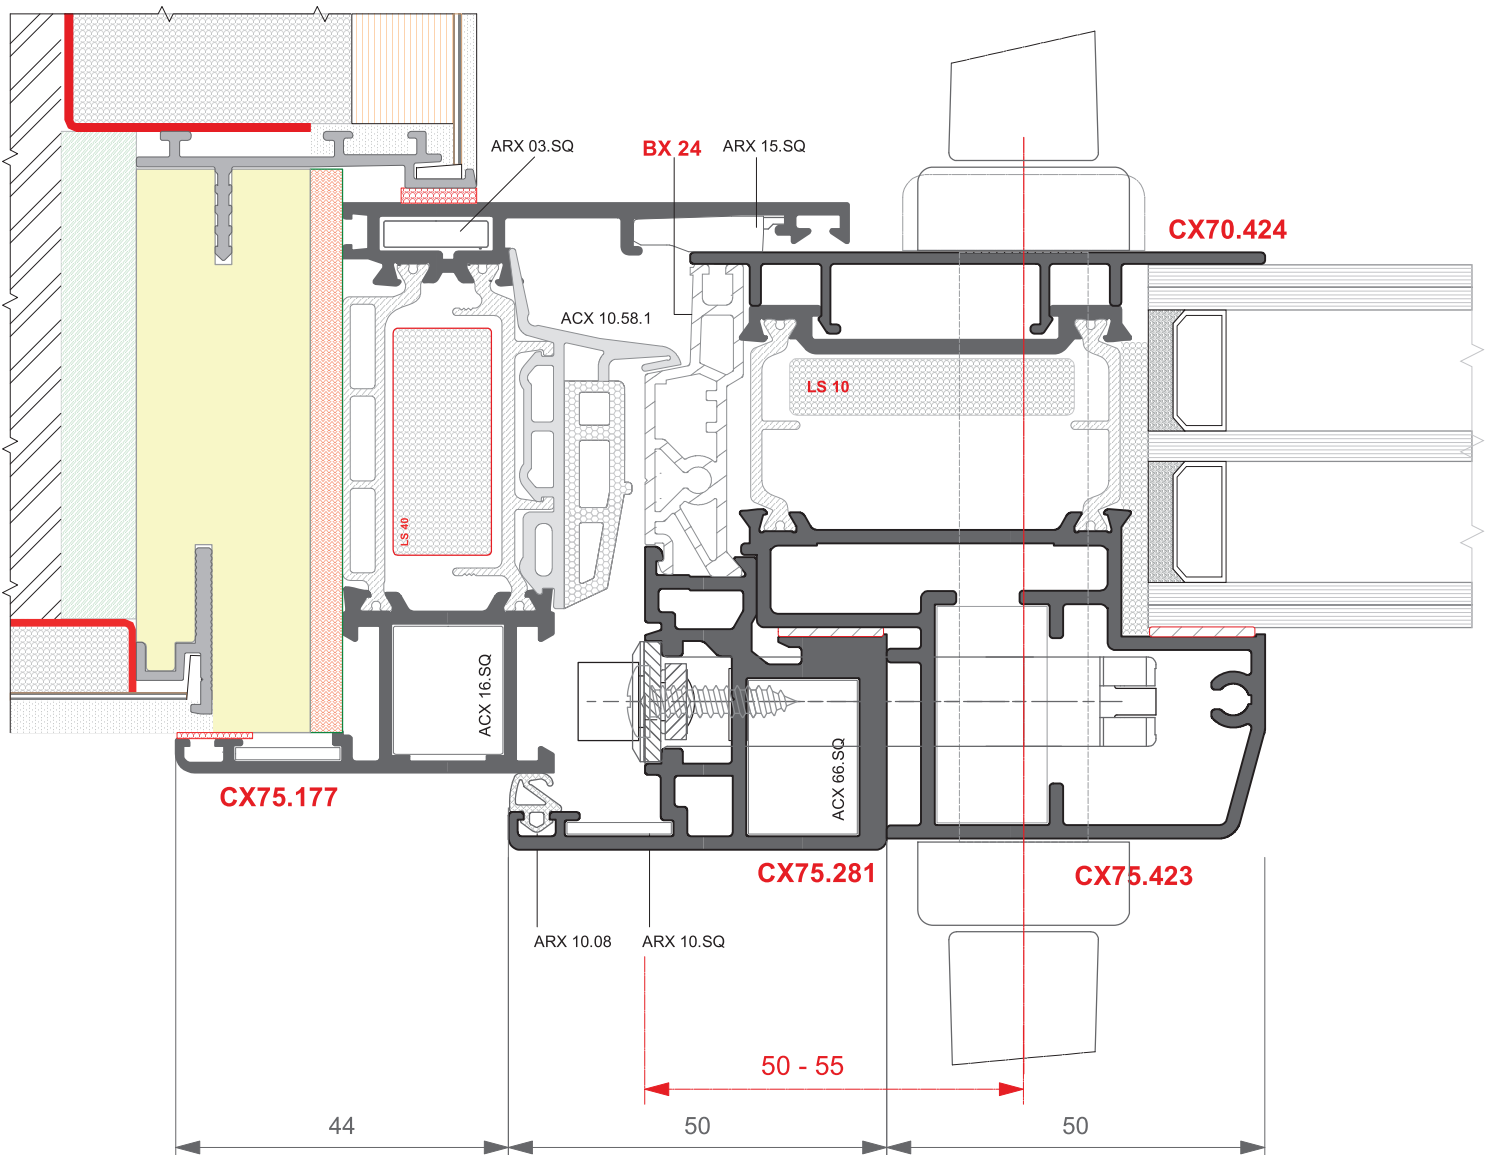 ARX 03.SQ
BX 24
ARX 15.SQ
CX70.424
ACX 10.58.1
LS 10
LS 40
ACX 16.SQ
ACX 66.SQ
CX75.177
CX75.281
CX75.423
ARX 10.08
ARX 10.SQ
50 - 55
44
50
50